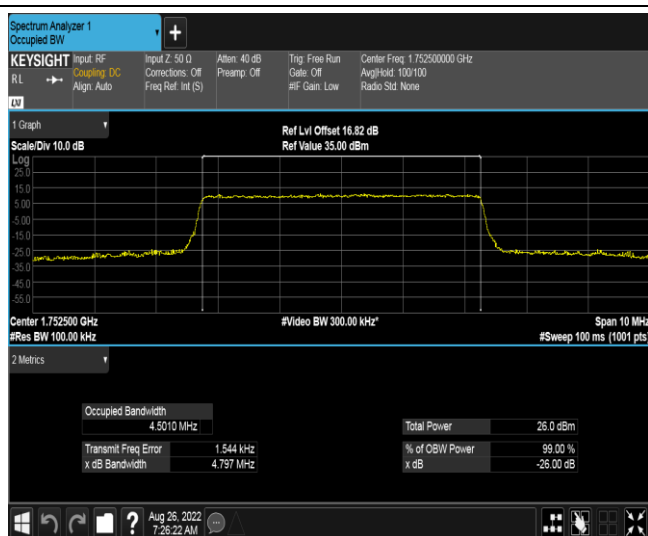 Spectrum Analyzer 1
Occupied BW
+
KEYSIGHT
RL
LXI
Input: RF
Coupling: DC
Align: Auto
Input Z: 50 Ω
Corrections: Off
Freq Ref: Int (S)
Atten: 40 dB
Preamp: Off
Trig: Free Run
Gate: Off
#IF Gain: Low
Center Freq: 1.752500000 GHz
Avg|Hold: 100/100
Radio Std: None
1 Graph
Scale/Div 10.0 dB
Ref Lvl Offset 16.82 dB
Ref Value 35.00 dBm
Log
25.0
15.0
5.00
-5.00
-15.0
-25.0
-35.0
-45.0
-55.0
Center 1.752500 GHz
#Res BW 100.00 kHz
#Video BW 300.00 kHz*
Span 10 MHz
#Sweep 100 ms (1001 pts)
2 Metrics
Occupied Bandwidth
4.5010 MHz
Transmit Freq Error 1.544 kHz
x dB Bandwidth 4.797 MHz
Total Power 26.0 dBm
% of OBW Power 99.00 %
x dB -26.00 dB
?
Aug 26, 2022
7:26:22 AM